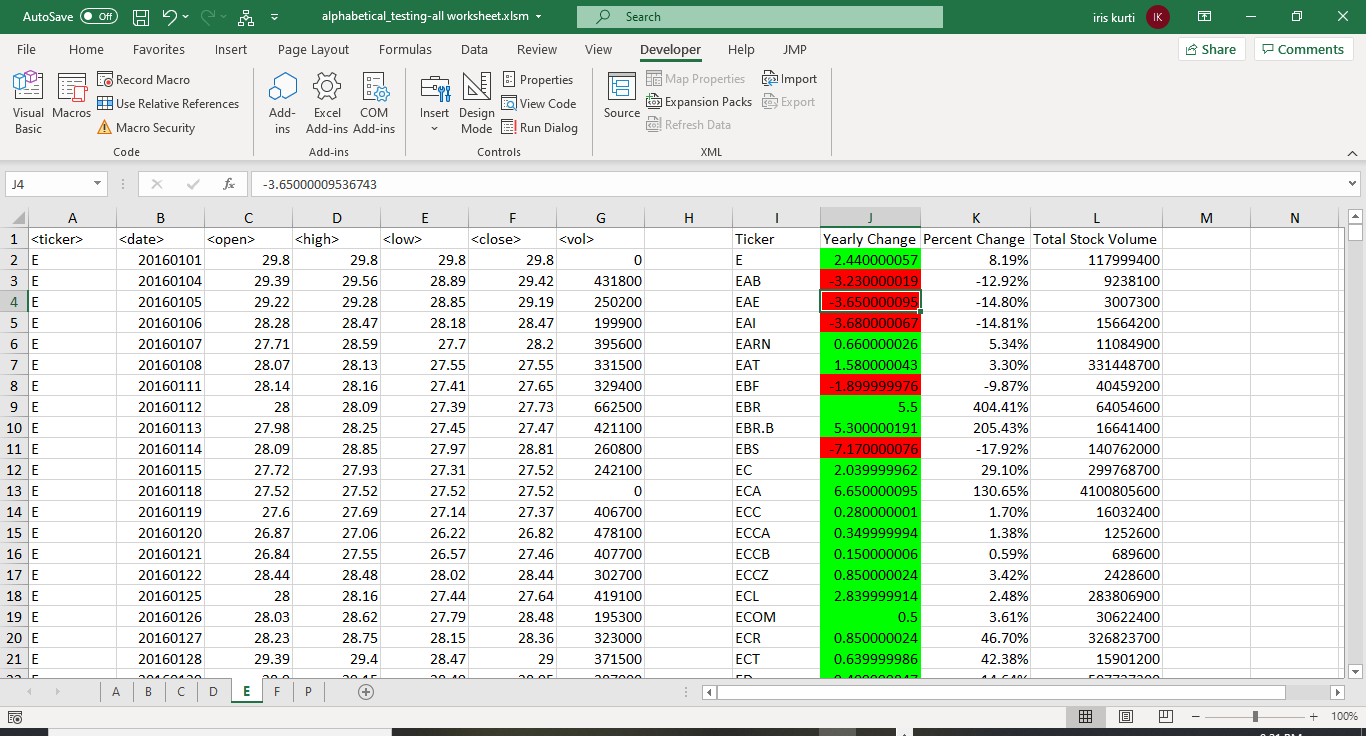 AutoSave Off alphabetical_testing-all worksheet.xlsm Search iris kurti IK
File Home Favorites Insert Page Layout Formulas Data Review View Developer Help JMP Share Comments
Visual Basic Macros Record Macro Use Relative References Macro Security
Add-ins Excel Add-ins COM Add-ins
Insert Design Mode Properties View Code Run Dialog
Source Map Properties Expansion Packs Refresh Data Import Export
Code Add-ins Controls XML
J4 fx -3.65000009536743
A B C D E F G H I J K L M N
1 <ticker> <date> <open> <high> <low> <close> <vol> Ticker Yearly Change Percent Change Total Stock Volume
2 E 20160101 29.8 29.8 29.8 29.8 0 E 2.440000057 8.19% 117999400
3 E 20160104 29.39 29.56 28.89 29.42 431800 EAB -3.230000019 -12.92% 9238100
4 E 20160105 29.22 29.28 28.85 29.19 250200 EAE -3.650000095 -14.80% 3007300
5 E 20160106 28.28 28.47 28.18 28.47 199900 EAI -3.680000067 -14.81% 15664200
6 E 20160107 27.71 28.59 27.7 28.2 395600 EARN 0.660000026 5.34% 11084900
7 E 20160108 28.07 28.13 27.55 27.55 331500 EAT 1.580000043 3.30% 331448700
8 E 20160111 28.14 28.16 27.41 27.65 329400 EBF -1.899999976 -9.87% 40459200
9 E 20160112 28 28.09 27.39 27.73 662500 EBR 5.5 404.41% 64054600
10 E 20160113 27.98 28.25 27.45 27.47 421100 EBR.B 5.300000191 205.43% 16641400
11 E 20160114 28.09 28.85 27.97 28.81 260800 EBS -7.170000076 -17.92% 140762000
12 E 20160115 27.72 27.93 27.31 27.52 242100 EC 2.039999962 29.10% 299768700
13 E 20160118 27.52 27.52 27.52 27.52 0 ECA 6.650000095 130.65% 4100805600
14 E 20160119 27.6 27.69 27.14 27.37 406700 ECC 0.280000001 1.70% 16032400
15 E 20160120 26.87 27.06 26.22 26.82 478100 ECCA 0.349999994 1.38% 1252600
16 E 20160121 26.84 27.55 26.57 27.46 407700 ECCB 0.150000006 0.59% 689600
17 E 20160122 28.44 28.48 28.02 28.44 302700 ECCZ 0.850000024 3.42% 2428600
18 E 20160125 28 28.16 27.44 27.64 419100 ECL 2.839999914 2.48% 283806900
19 E 20160126 28.03 28.62 27.79 28.48 195300 ECOM 0.5 3.61% 30622400
20 E 20160127 28.23 28.75 28.15 28.36 323000 ECR 0.850000024 46.70% 326823700
21 E 20160128 29.39 29.4 28.47 29 371500 ECT 0.639999986 42.38% 15901200
A B C D E F P
100%